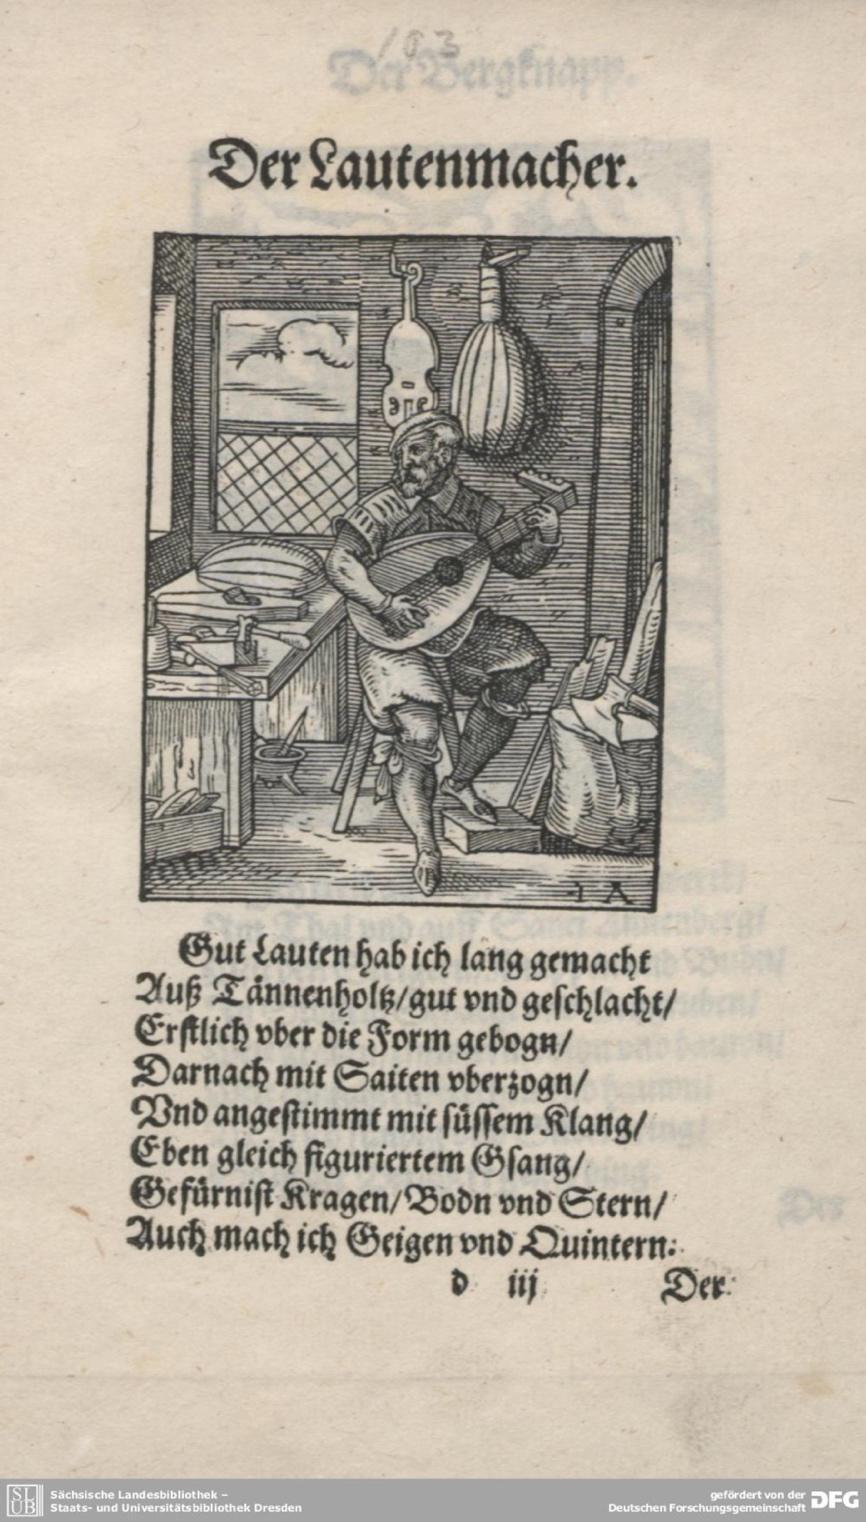 103
Der Lautenmacher.
IA
Gut Lauten hab ich lang gemacht
Auß Tännenholtz/gut vnd geschlacht/
Erstlich vber die Form gebogn/
Darnach mit Saiten vberzogn/
Vnd angestimmt mit süssem Klang/
Eben gleich figuriertem Gsang/
Gefürnist Kragen/Bodn vnd Stern/
Auch mach ich Geigen vnd Quintern.
d iij Der
SLUB
Sächsische Landesbibliothek –
Staats- und Universitätsbibliothek Dresden
gefördert von der
Deutschen Forschungsgemeinschaft
DFG